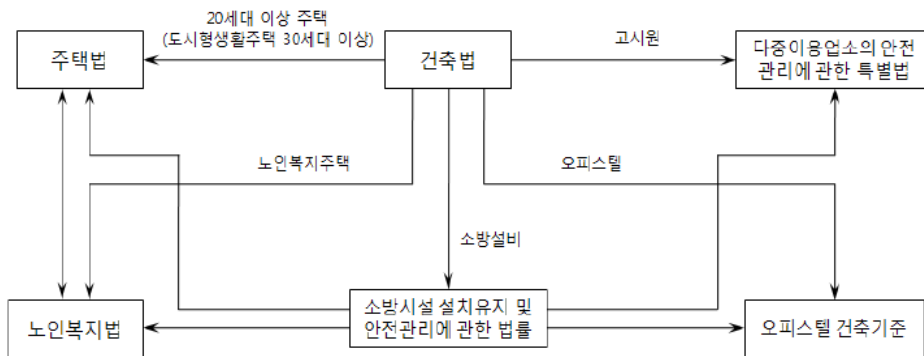 20세대 이상 주택
(도시형생활주택 30세대 이상)
고시원
주택법
건축법
다중이용업소의 안전
관리에 관한 특별법
노인복지주택
오피스텔
소방설비
노인복지법
소방시설 설치유지 및
안전관리에 관한 법률
오피스텔 건축기준